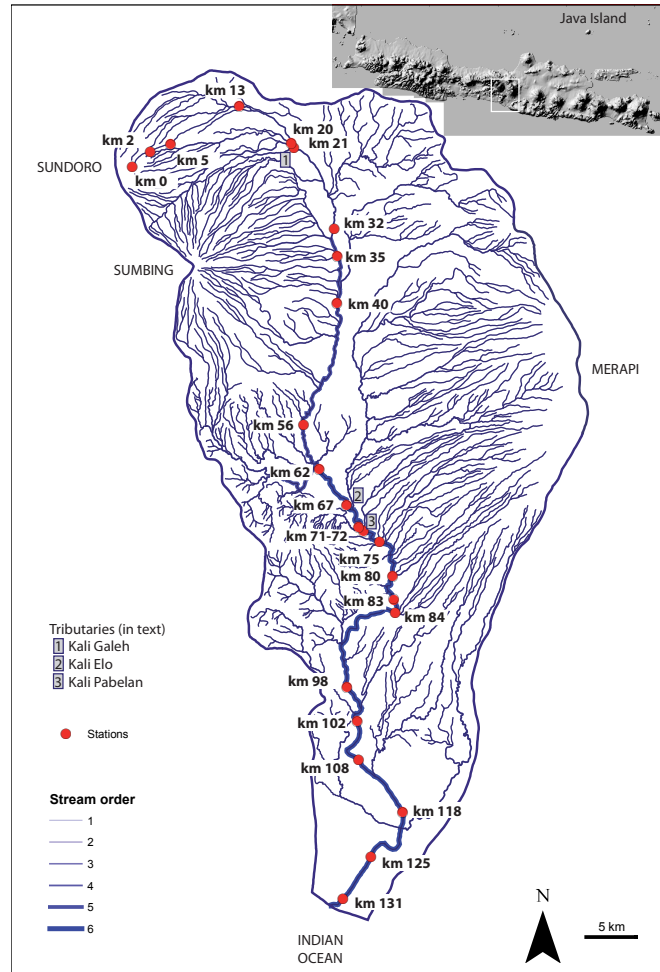 Java Island
km 13
km 20
km 21
km 2
km 5
1
SUNDORO
km 0
km 32
SUMBING
km 35
km 40
MERAPI
km 56
km 62
2
km 67
3
km 71-72
km 75
km 80
km 83
km 84
Tributaries (in text)
1 Kali Galeh
2 Kali Elo
3 Kali Pabelan
km 98
km 102
Stations
km 108
Stream order
1
2
3
4
5
6
km 118
km 125
km 131
N
5 km
INDIAN
OCEAN